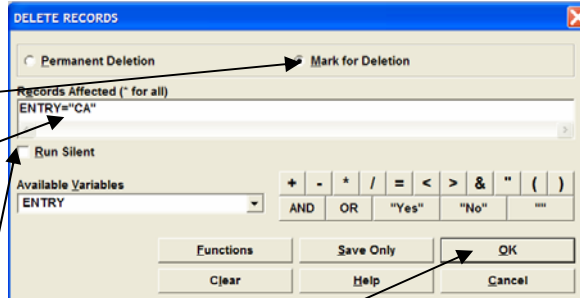 DELETE RECORDS
Permanent Deletion Mark for Deletion
Records Affected (* for all)
ENTRY="CA"
Run Silent
Available Variables
ENTRY
+ - * / = < > & " ( )
AND OR "Yes" "No" ""
Functions Save Only OK
Clear Help Cancel